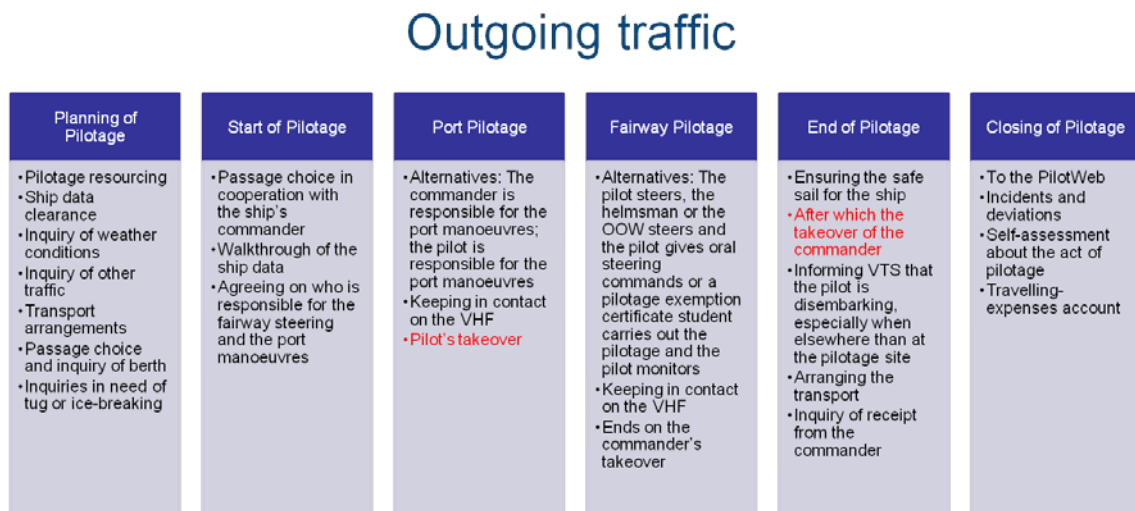 Outgoing traffic
Planning of
Pilotage
•Pilotage resourcing
•Ship data
clearance
•Inquiry of weather
conditions
•Inquiry of other
traffic
•Transport
arrangements
•Passage choice
and inquiry of berth
•Inquiries in need of
tug or ice-breaking
Start of Pilotage
•Passage choice in
cooperation with
the ship's
commander
•Walkthrough of the
ship data
•Agreeing on who is
responsible for the
fairway steering
and the port
manoeuvres
Port Pilotage
•Alternatives: The
commander is
responsible for the
port manoeuvres;
the pilot is
responsible for the
port manoeuvres
•Keeping in contact
on the VHF
•Pilot's takeover
Fairway Pilotage
•Alternatives: The
pilot steers, the
helmsman or the
OOW steers and
the pilot gives oral
steering
commands or a
pilotage exemption
certificate student
carries out the
pilotage and the
pilot monitors
•Keeping in contact
on the VHF
•Ends on the
commander's
takeover
End of Pilotage
•Ensuring the safe
sail for the ship
•After which the
takeover of the
commander
•Informing VTS that
the pilot is
disembarking,
especially when
elsewhere than at
the pilotage site
•Arranging the
transport
•Inquiry of receipt
from the
commander
Closing of Pilotage
•To the PilotWeb
•Incidents and
deviations
•Self-assessment
about the act of
pilotage
•Travelling-
expenses account